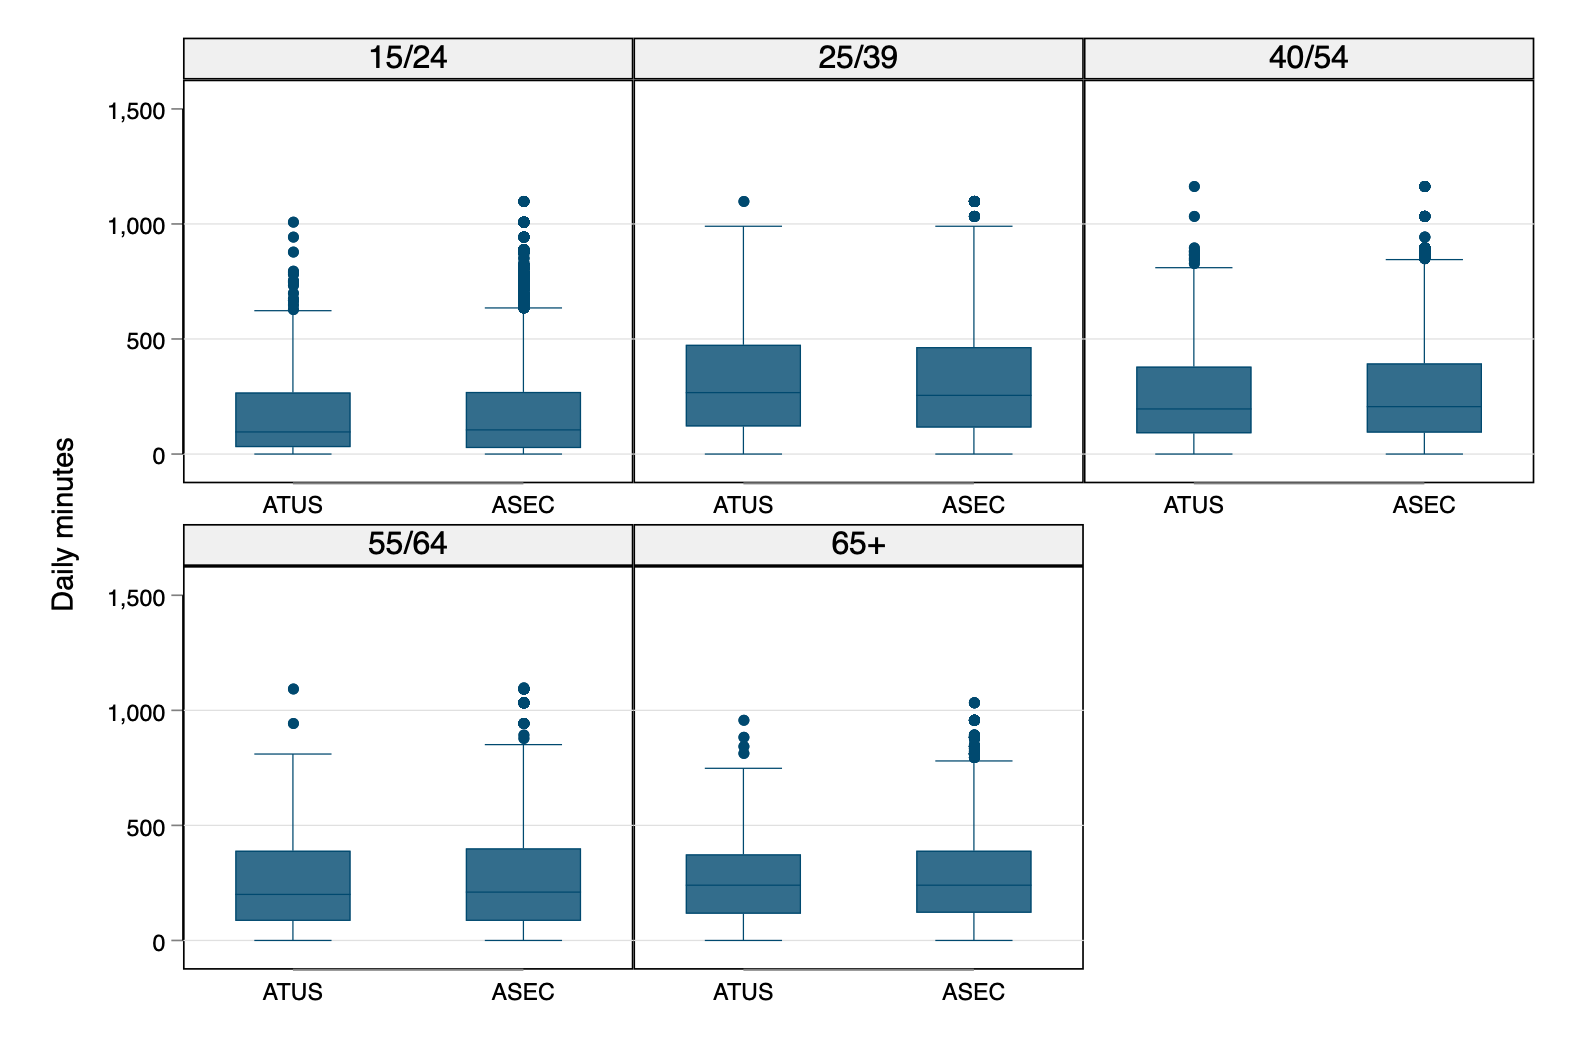 15/24 25/39 40/54
1,500
1,000
500
0
ATUS ASEC ATUS ASEC ATUS ASEC
Daily minutes
55/64 65+
1,500
1,000
500
0
ATUS ASEC ATUS ASEC